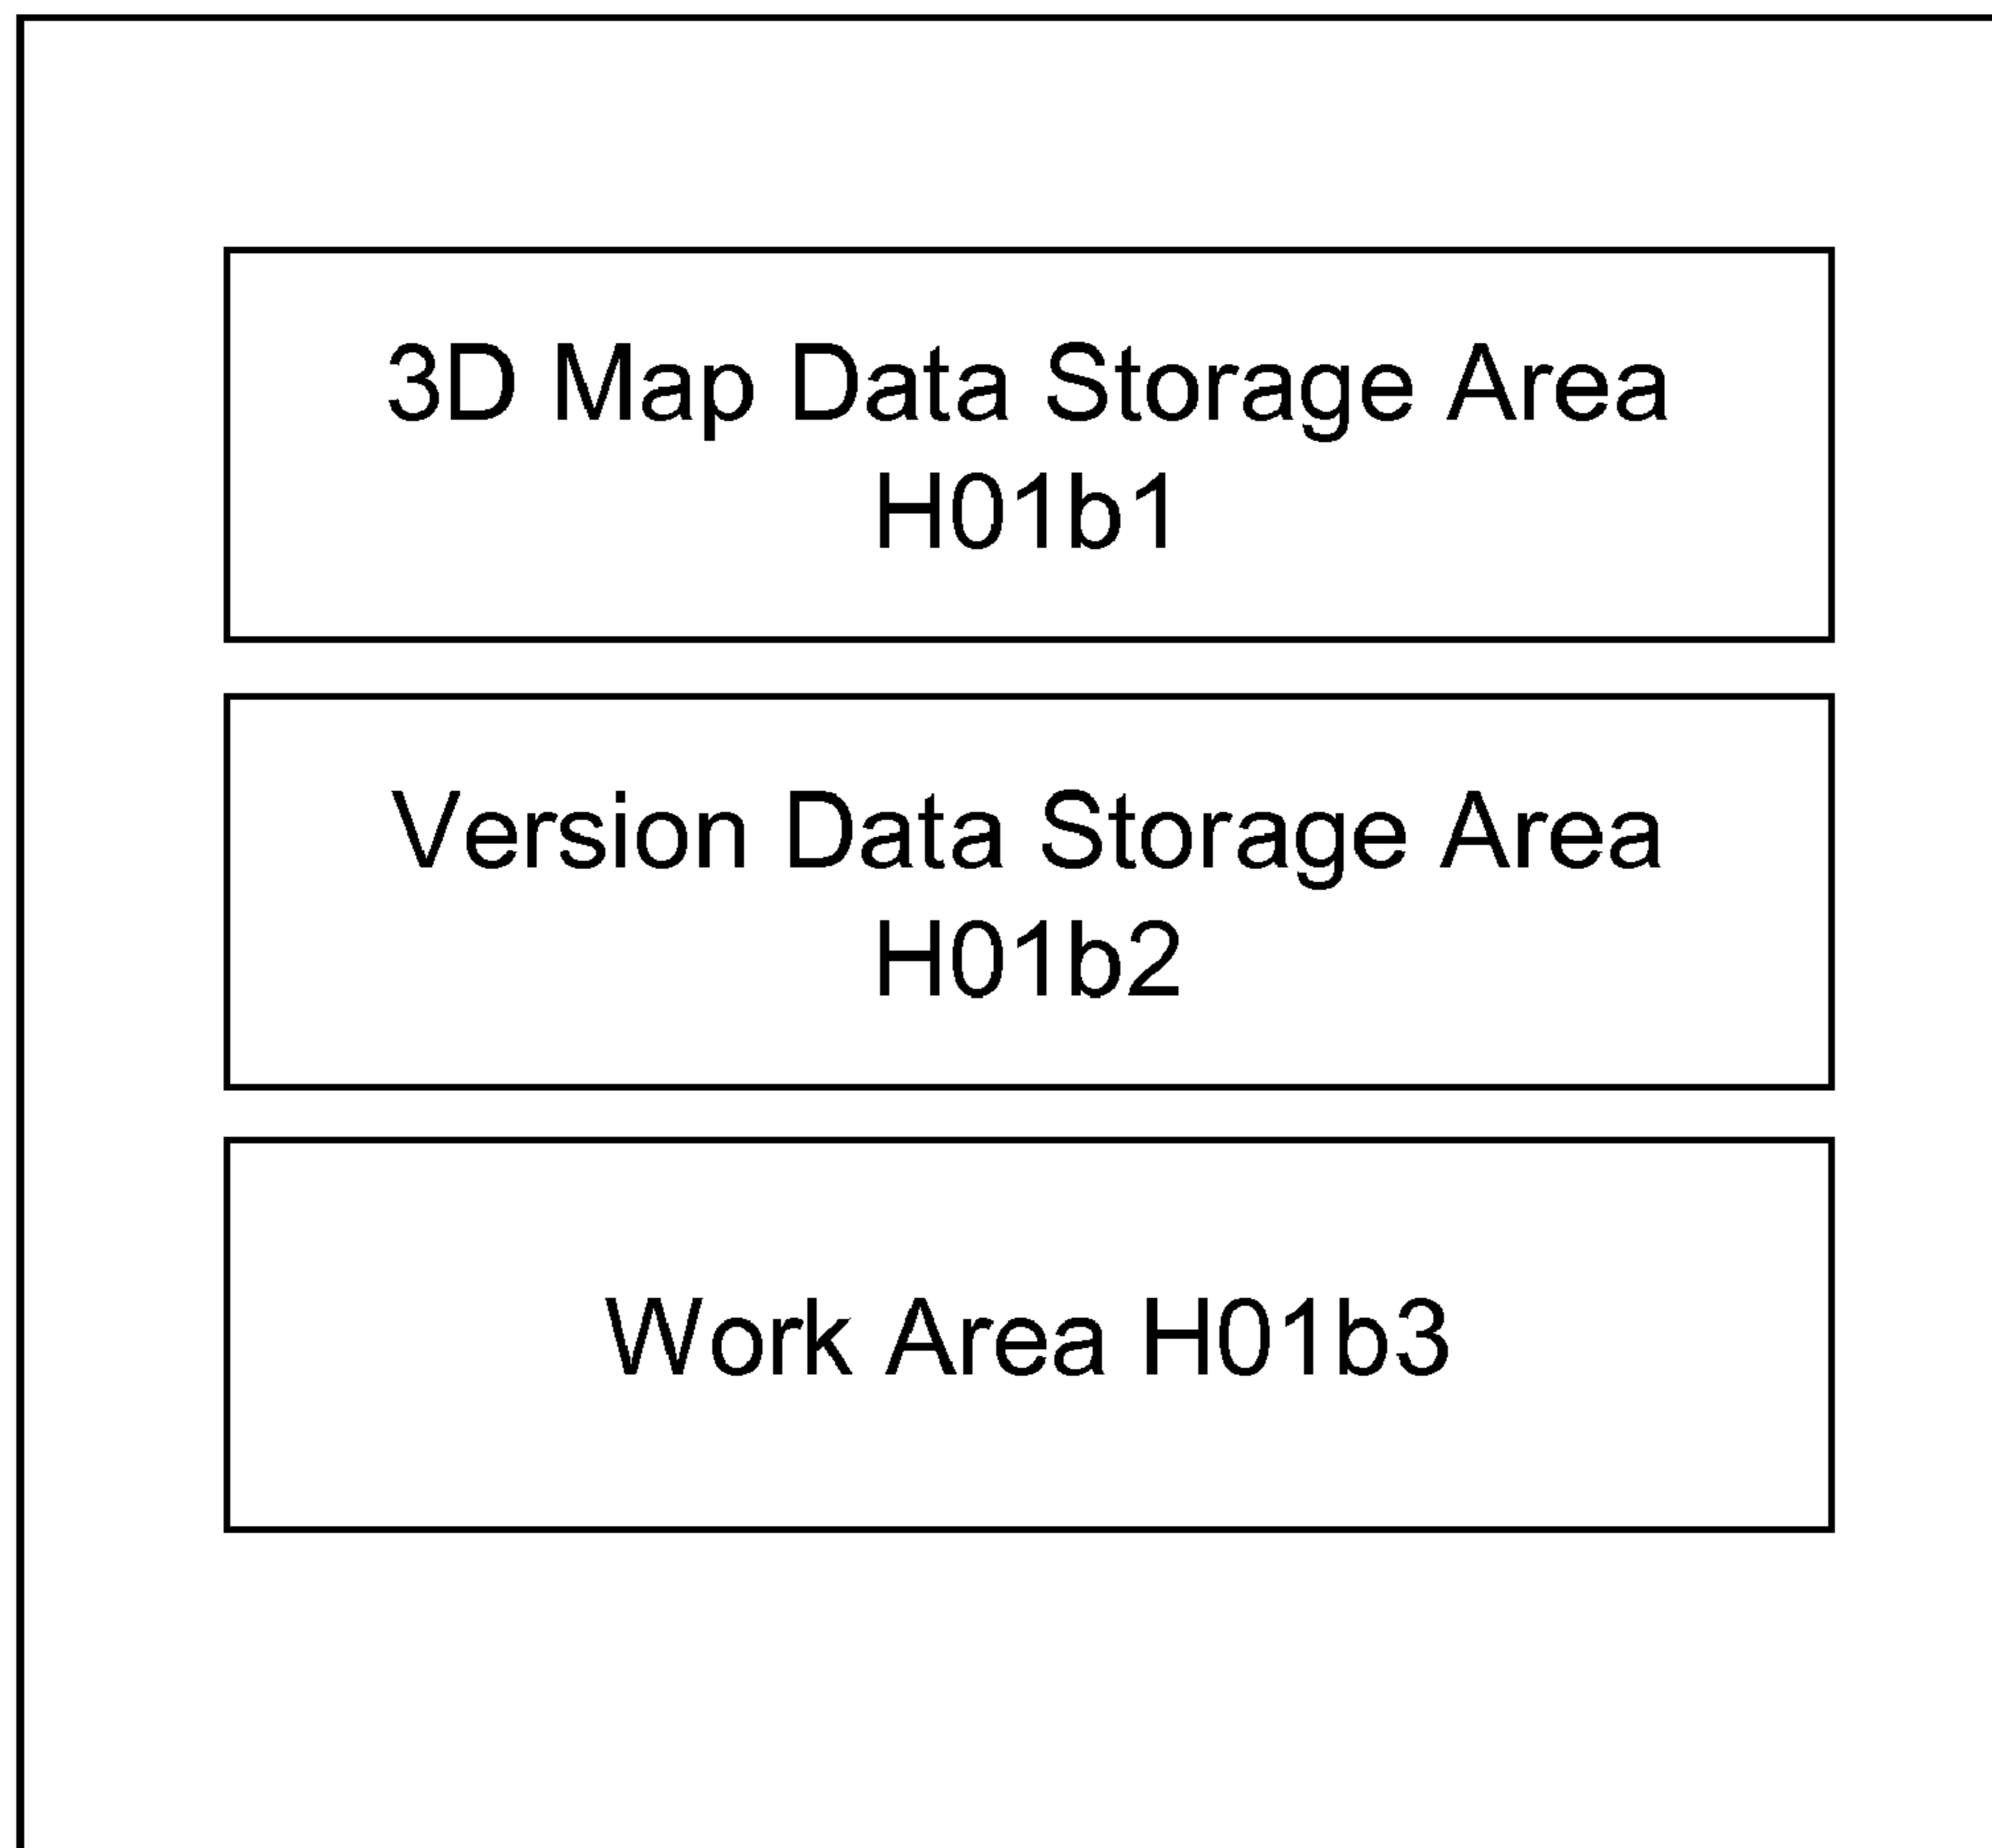 3D Map Data Storage Area
H01b1
Version Data Storage Area
H01b2
Work Area H01b3